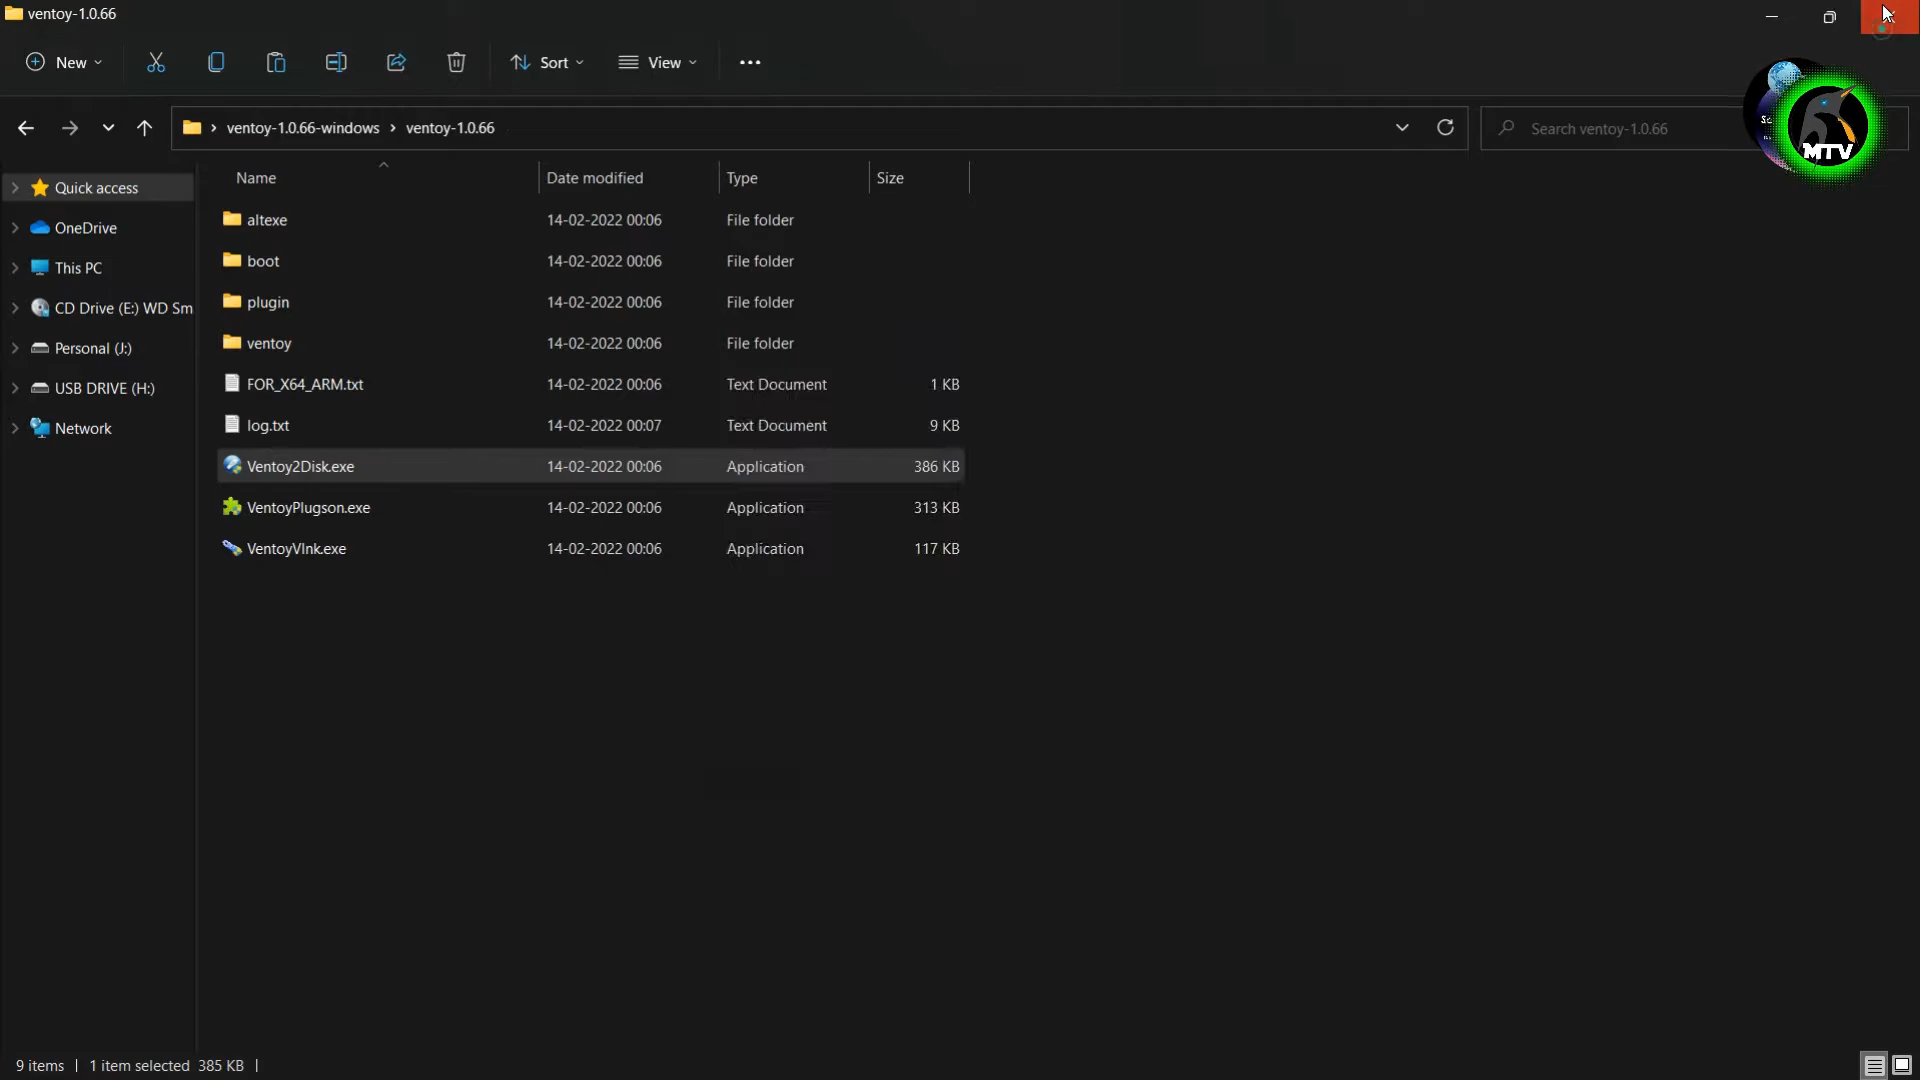 ventoy-1.0.66
New
Sort
View
ventoy-1.0.66-windows > ventoy-1.0.66
Search ventoy-1.0.66
MTV
Name Date modified Type Size
Quick access
OneDrive
This PC
CD Drive (E:) WD Sm
Personal (J:)
USB DRIVE (H:)
Network
altexe 14-02-2022 00:06 File folder
boot 14-02-2022 00:06 File folder
plugin 14-02-2022 00:06 File folder
ventoy 14-02-2022 00:06 File folder
FOR_X64_ARM.txt 14-02-2022 00:06 Text Document 1 KB
log.txt 14-02-2022 00:07 Text Document 9 KB
Ventoy2Disk.exe 14-02-2022 00:06 Application 386 KB
VentoyPlugson.exe 14-02-2022 00:06 Application 313 KB
VentoyVlnk.exe 14-02-2022 00:06 Application 117 KB
9 items | 1 item selected 385 KB |